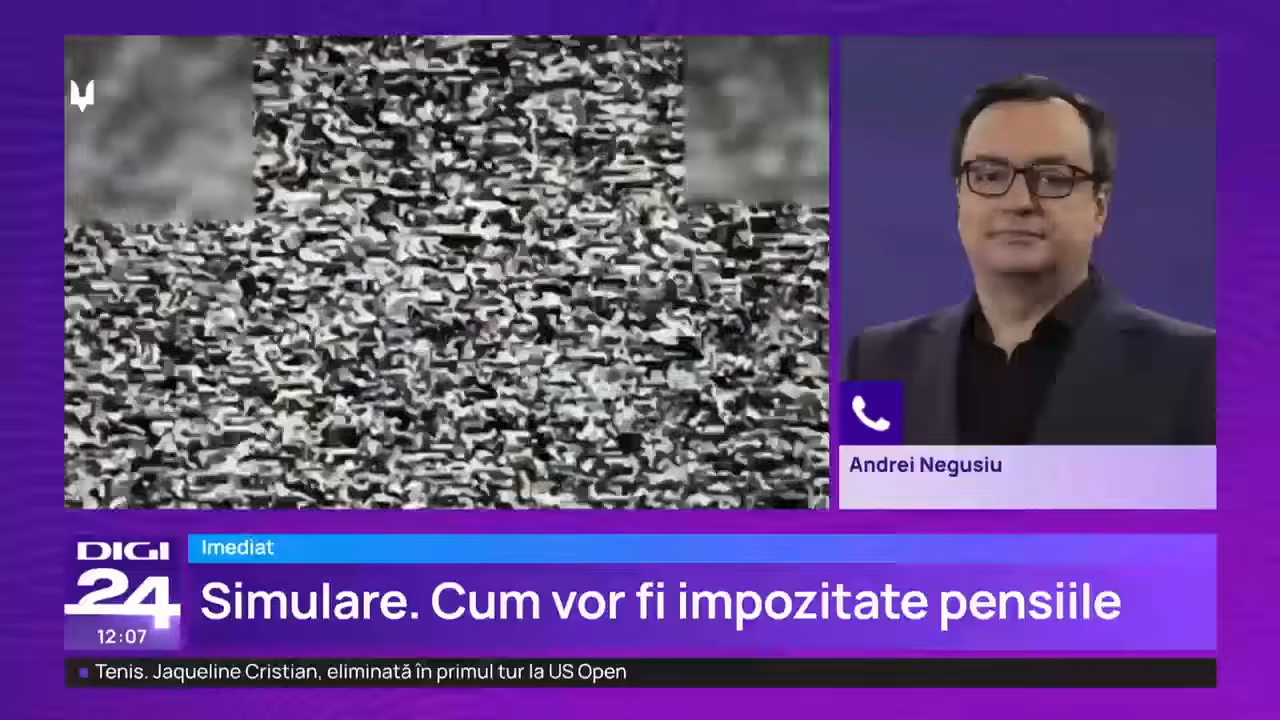 Andrei Negusiu
DIGI
24
12:07
Imediat
Simulare. Cum vor fi impozitate pensiile
Tenis. Jaqueline Cristian, eliminată în primul tur la US Open